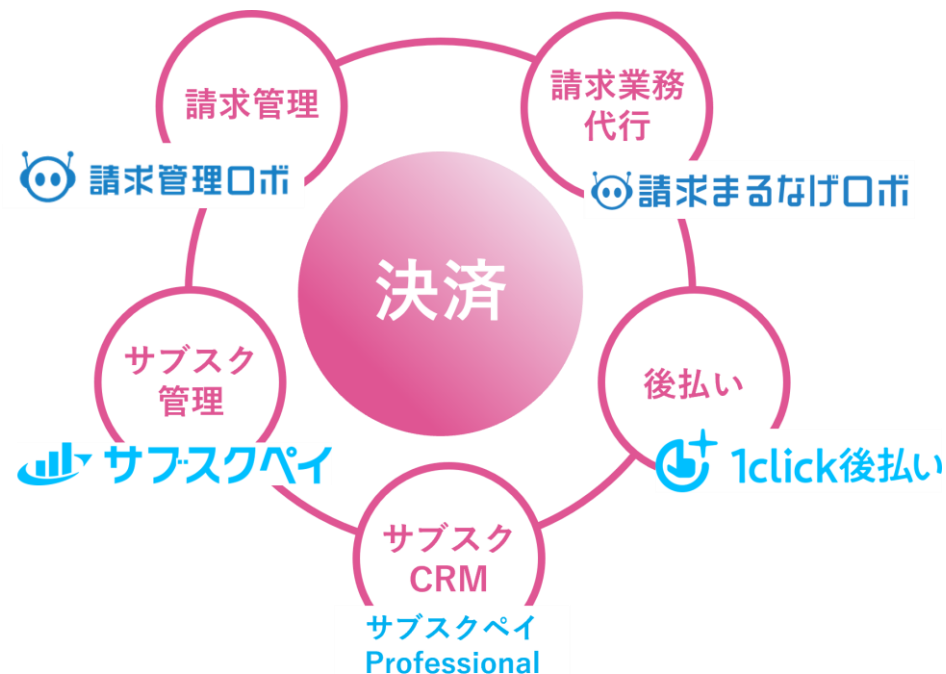 請求管理
請求管理ロボ
請求業務
代行
請求まるなげロボ
決済
サブスク
管理
サブスクペイ
後払い
1click後払い
サブスク
CRM
サブスクペイ
Professional